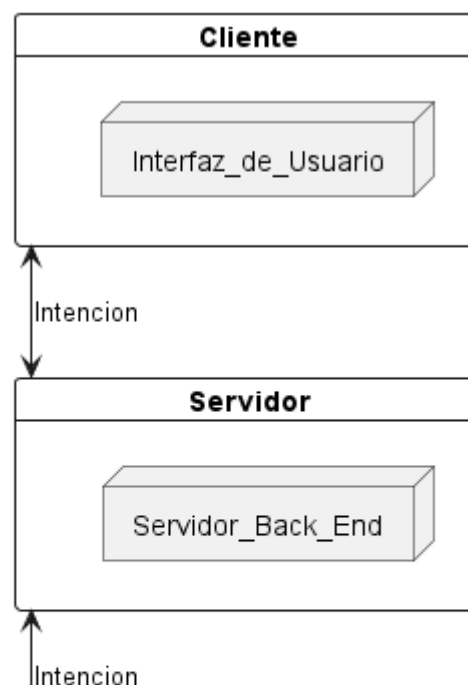 Cliente
Interfaz_de_Usuario
Intencion
Servidor
Servidor_Back_End
Intencion